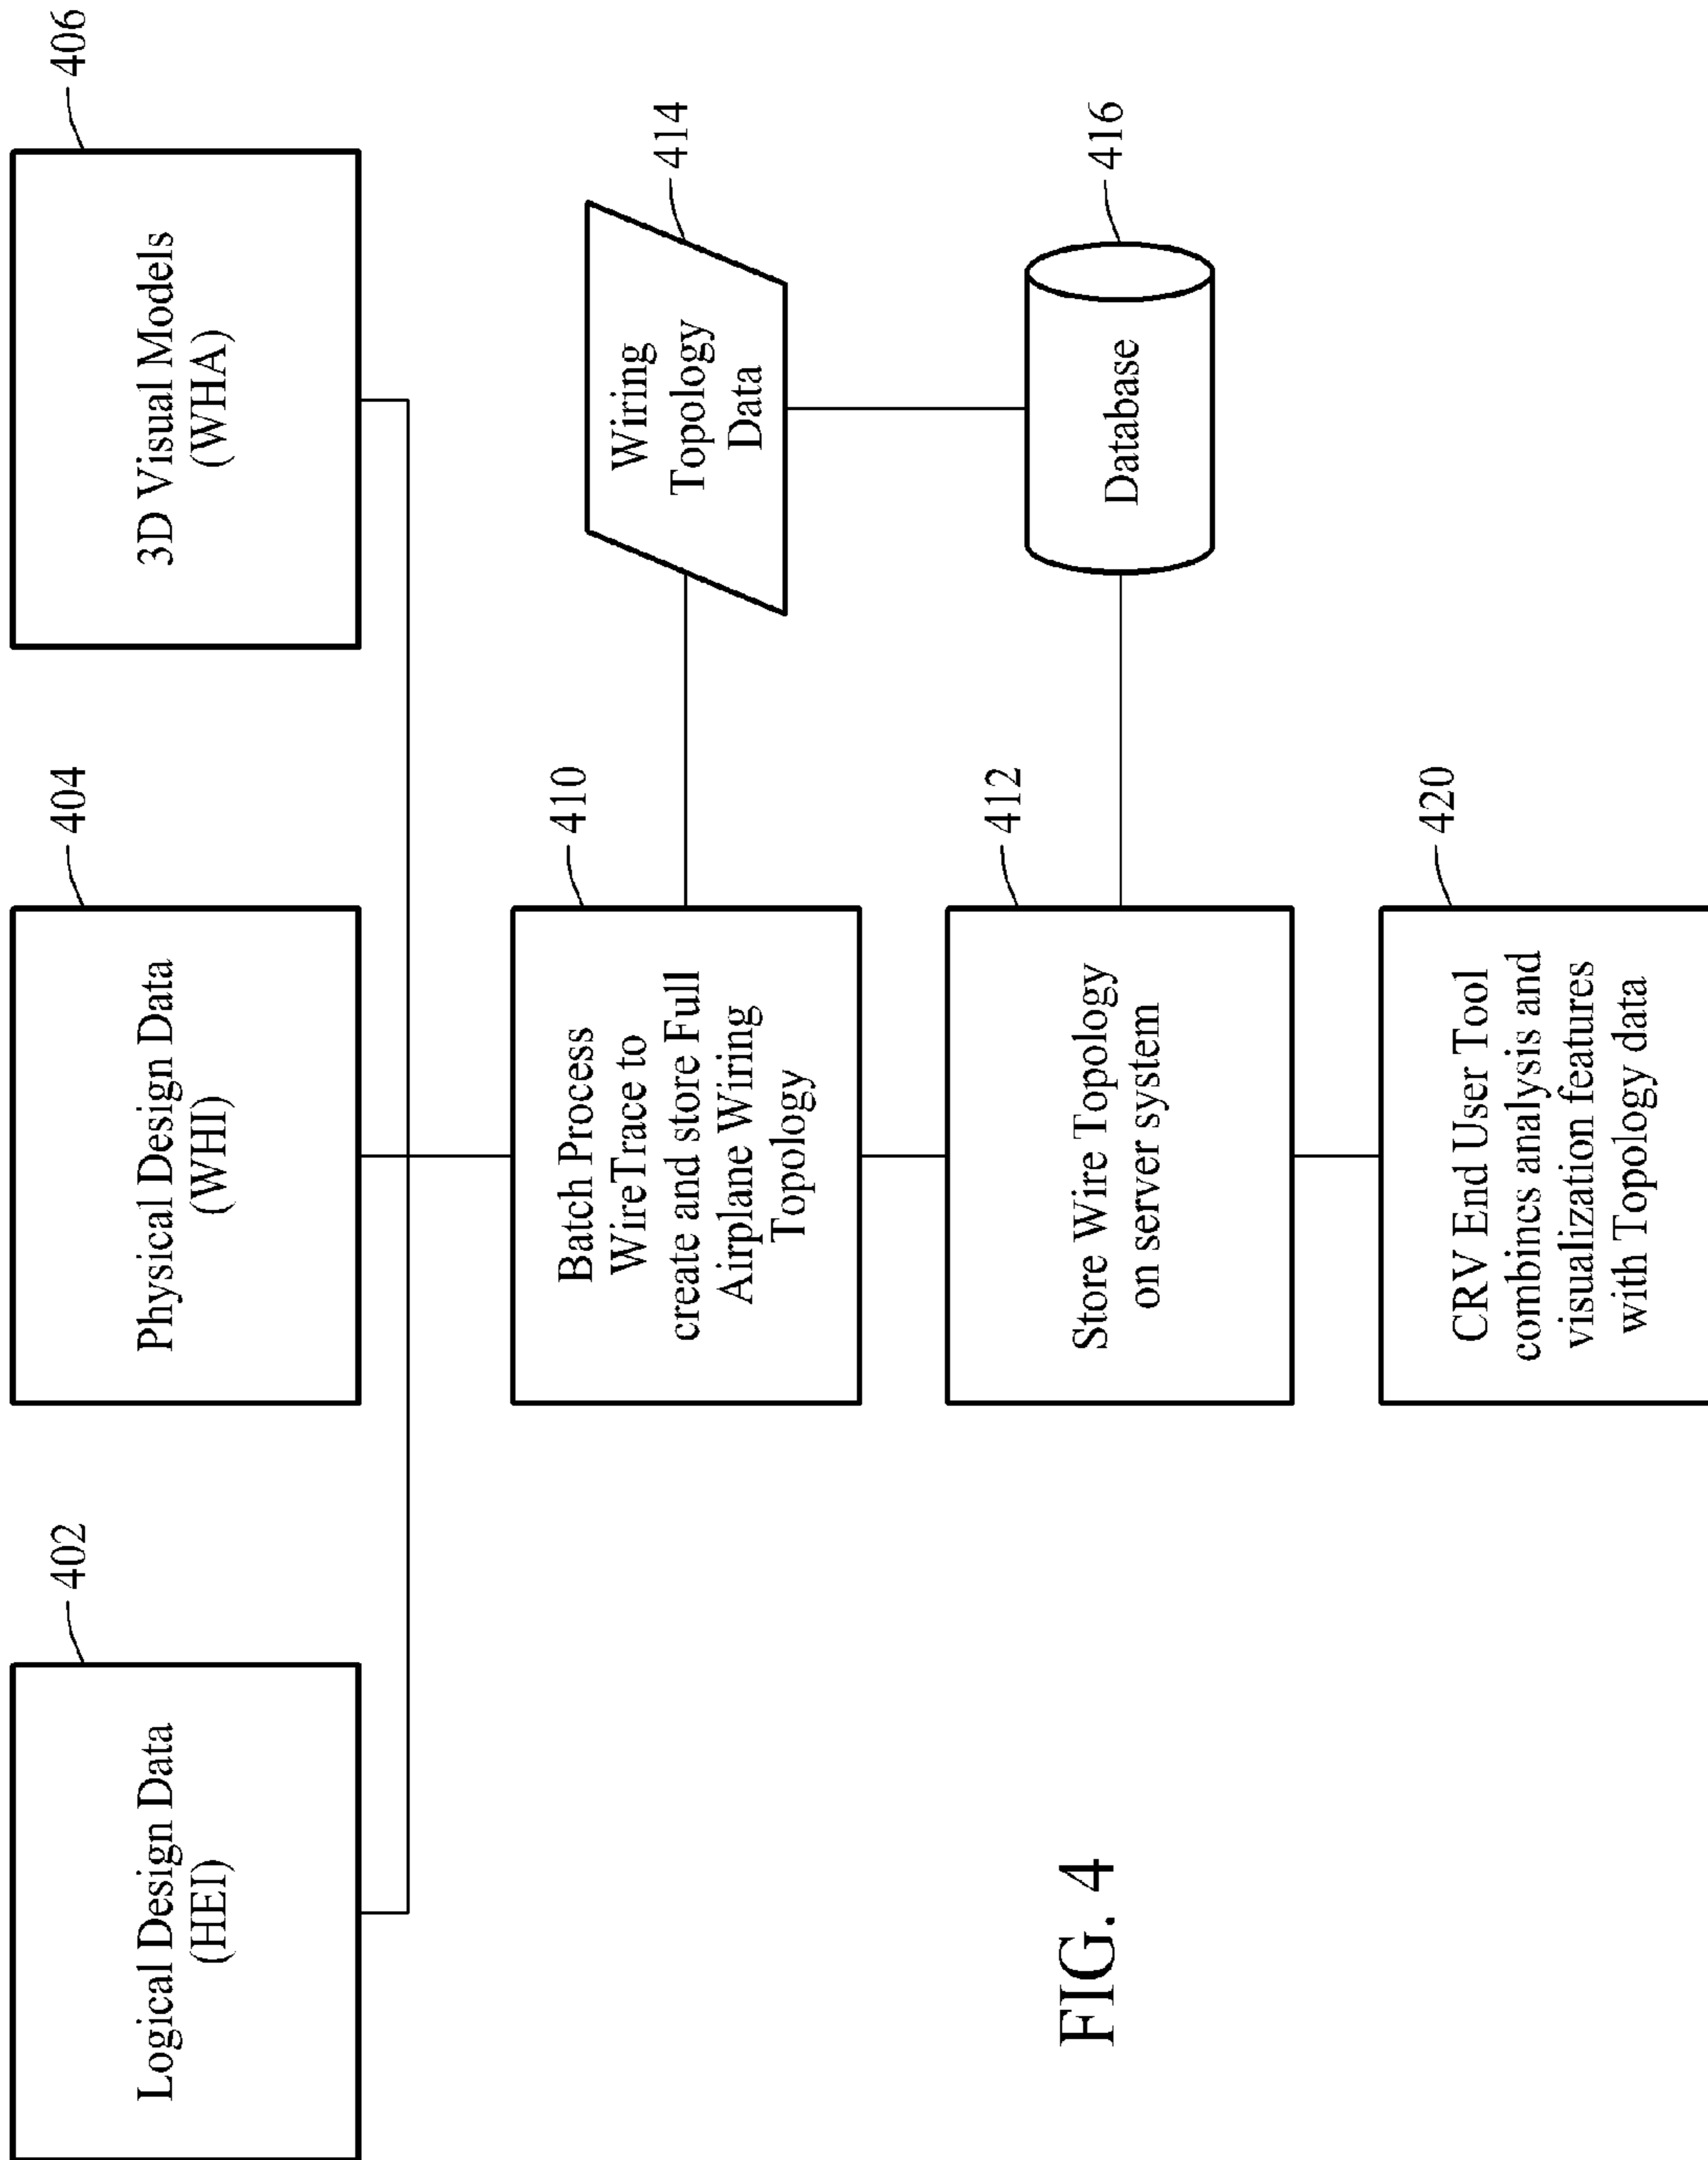 402
Logical Design Data
(HEI)
404
Physical Design Data
(WHI)
406
3D Visual Models
(WHA)
410
Batch Process
WireTrace to
create and store Full
Airplane Wiring
Topology
414
Wiring
Topology
Data
412
Store Wire Topology
on server system
416
Database
420
CRV End User Tool
combines analysis and
visualization features
with Topology data
FIG. 4